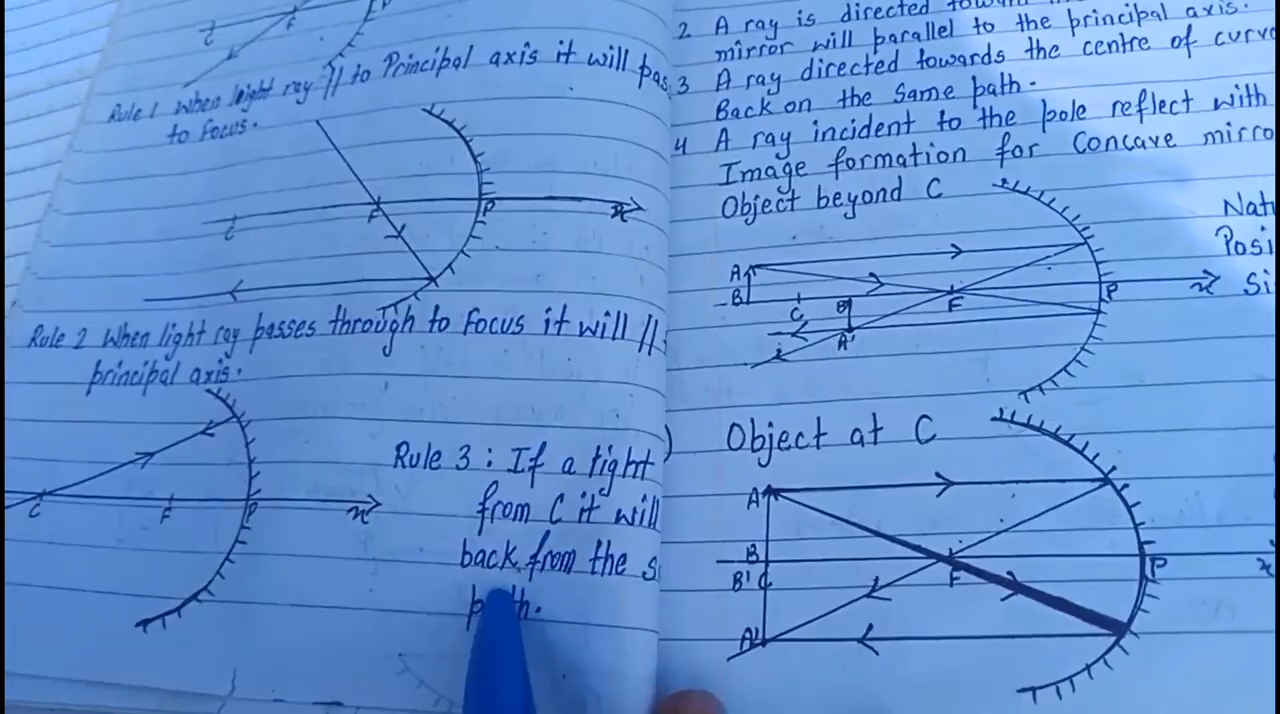 C F
Rule 1 When light ray // to Principal axis it will pas
to Focus.
C F P x
Rule 2 When light ray passes through to Focus it will //
principal axis.
C F P x
Rule 3 : If a light
from C it will
back from the s
path.
2 A ray is directed
mirror will parallel to the principal axis.
3 A ray directed towards the centre of curv
Back on the same path.
4 A ray incident to the pole reflect with
Image formation for Concave mirro
Object beyond C
Nat
Posi
Si
A
B C B' F P x
A'
) Object at C
A
B F P x
B' C
A'